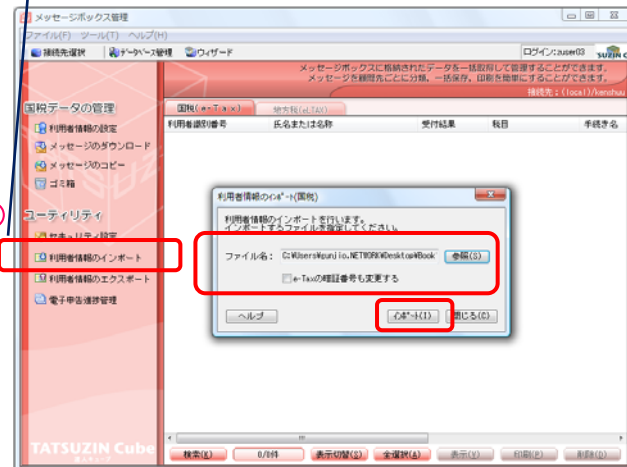 メッセージボックス管理
ファイル(F) ツール(T) ヘルプ(H)
接続先選択 データベース管理 ウィザード ログイン:zuser03
メッセージボックスに格納されたデータを一括取得して管理することができます。
メッセージを顧問先ごとに分類、一括保存、印刷を簡単にすることができます。
接続先:(local)/kenshuu
国税データの管理
国税(e-Tax) 地方税(eLTAX)
利用者識別番号 氏名または名称 受付結果 税目 手続き名
利用者情報の設定
メッセージのダウンロード
メッセージのコピー
ゴミ箱
ユーティリティ
セキュリティ設定
利用者情報のインポート
利用者情報のエクスポート
電子申告進捗管理
利用者情報のインポート(国税)
利用者情報のインポートを行います。
インポートするファイルを指定してください。
ファイル名: C:¥Users¥gunjio.NETWORK¥Desktop¥Book 参照(S)
e-Taxの暗証番号も変更する
ヘルプ インポート(I) 閉じる(C)
TATSUZIN Cube
検索(K) 0/0件 表示切替(S) 全選択(A) 表示(V) 印刷(P) 削除(D)